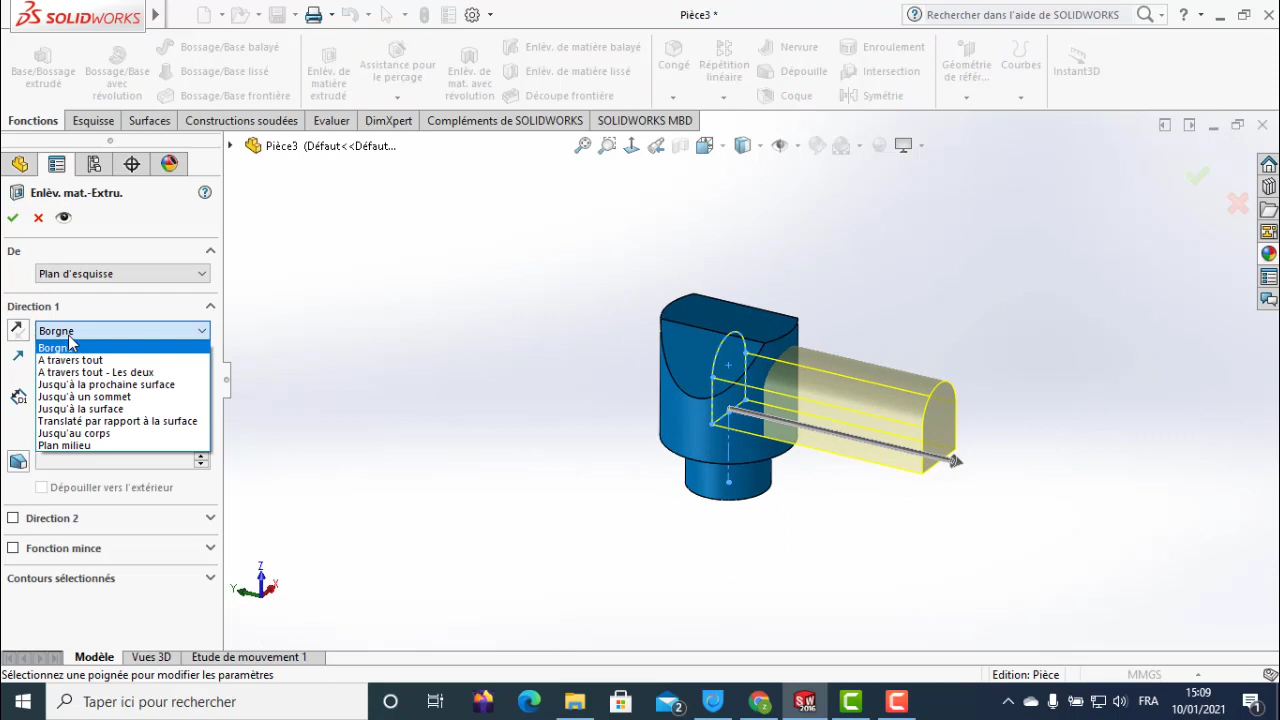 SOLIDWORKS
Pièce3 *
Rechercher dans l'aide de SOLIDWORKS
?
Base/Bossage extrudé
Bossage/Base avec révolution
Bossage/Base balayé
Bossage/Base lissé
Bossage/Base frontière
Enlèv. de matière extrudé
Assistance pour le perçage
Enlèv. de mat. avec révolution
Enlèv. de matière balayé
Enlèv. de matière lissé
Découpe frontière
Congé
Répétition linéaire
Nervure
Dépouille
Coque
Enroulement
Intersection
Symétrie
Géométrie de référ...
Courbes
Instant3D
Fonctions
Esquisse
Surfaces
Constructions soudées
Evaluer
DimXpert
Compléments de SOLIDWORKS
SOLIDWORKS MBD
Pièce3 (Défaut<<Défaut...
Enlèv. mat.-Extru.
?
De
Plan d'esquisse
Direction 1
Borgne
Borgn
A travers tout
A travers tout - Les deux
Jusqu'à la prochaine surface
Jusqu'à un sommet
Jusqu'à la surface
Translaté par rapport à la surface
Jusqu'au corps
Plan milieu
D1
Dépouiller vers l'extérieur
Direction 2
Fonction mince
Contours sélectionnés
Z
Y
X
Modèle
Vues 3D
Etude de mouvement 1
Sélectionnez une poignée pour modifier les paramètres
Edition: Pièce
MMGS
Taper ici pour rechercher
2
SW
2016
FRA
15:09
10/01/2021
1